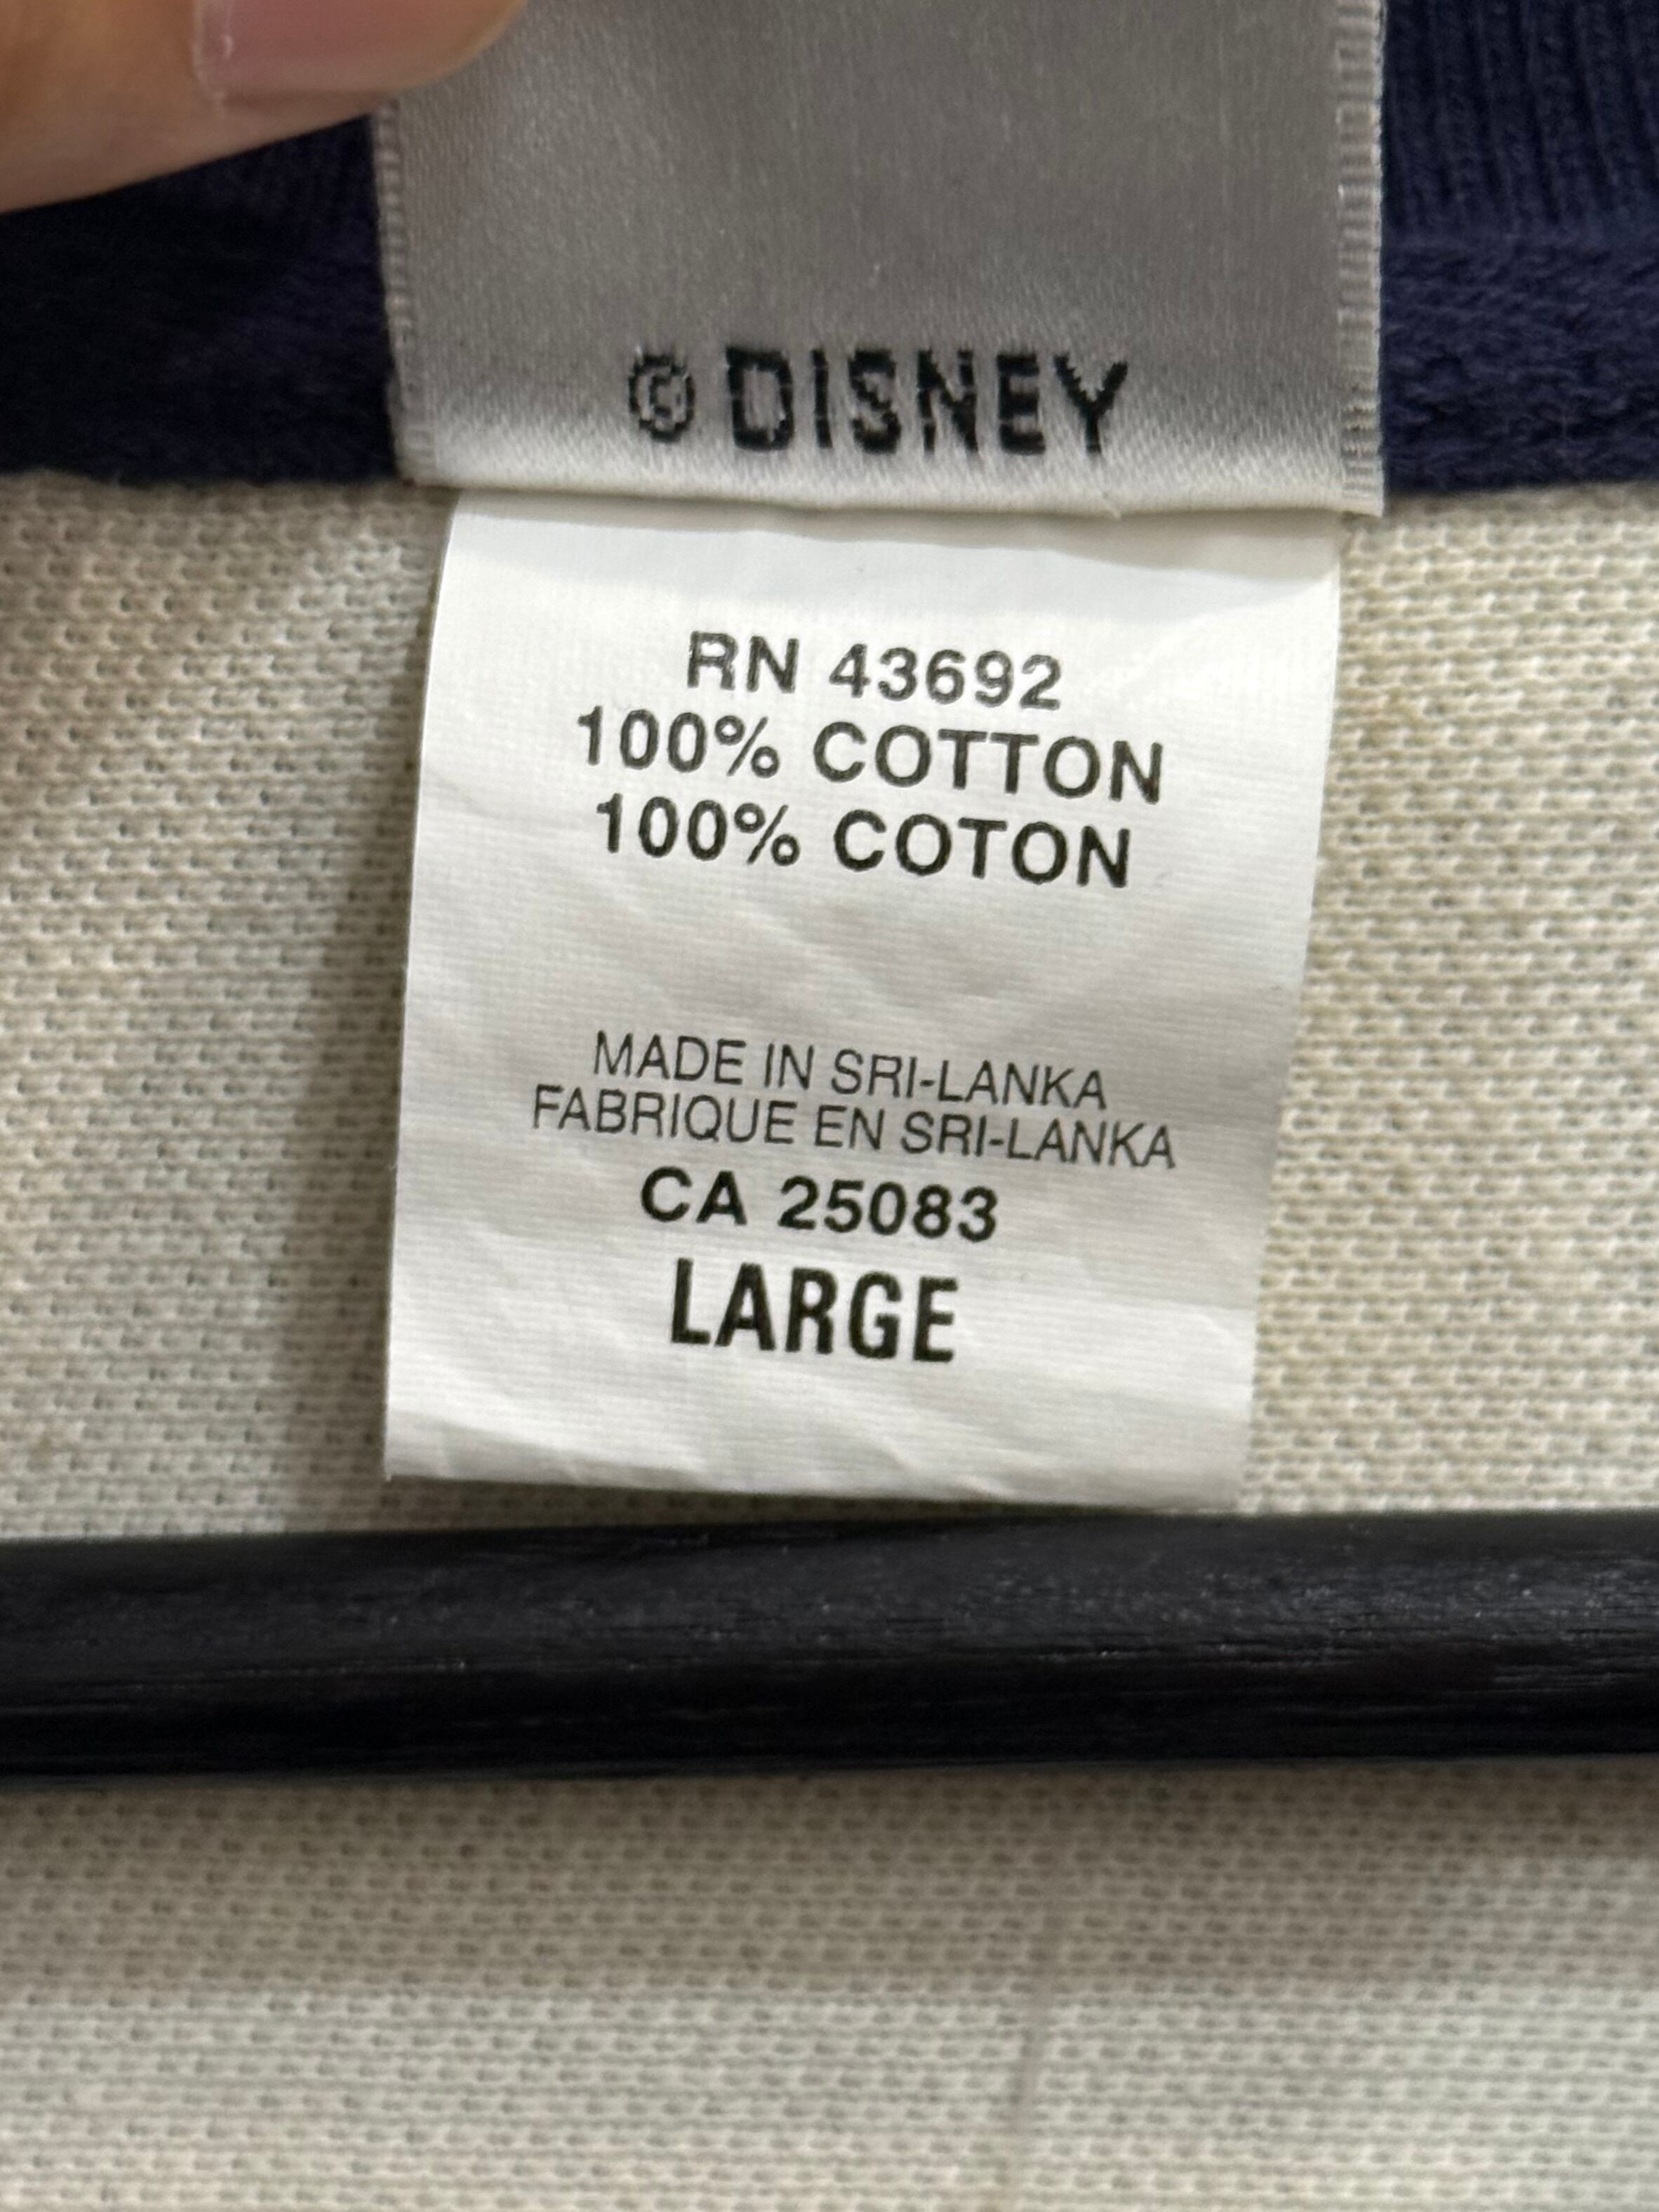 © DISNEY
RN 43692
100% COTTON
100% COTON
MADE IN SRI-LANKA
FABRIQUE EN SRI-LANKA
CA 25083
LARGE